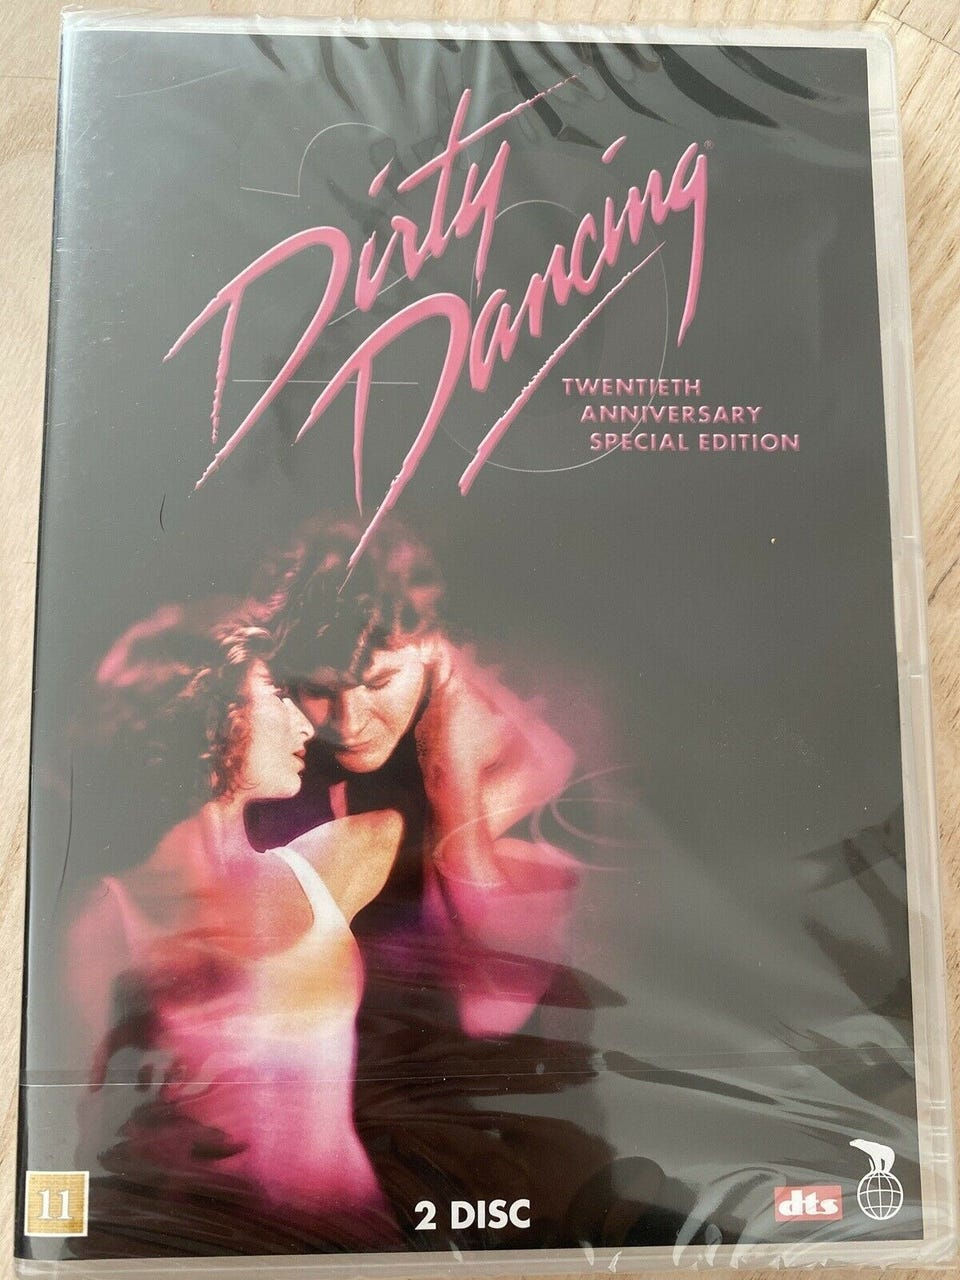 Dirty
Dancing®
TWENTIETH
ANNIVERSARY
SPECIAL EDITION
11
2 DISC
dts